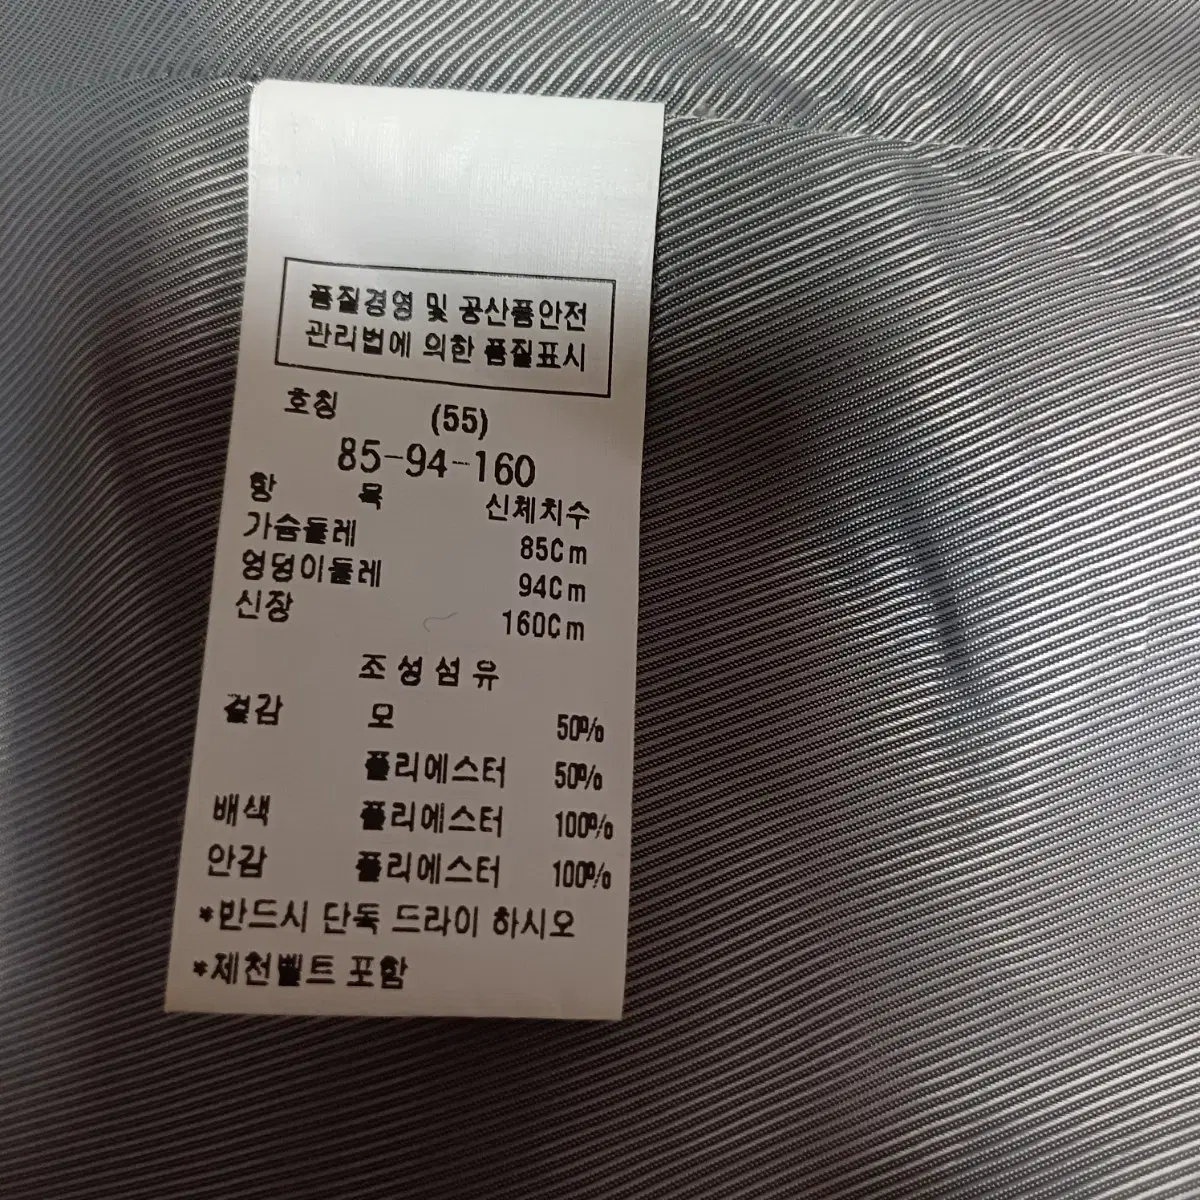 품질경영 및 공산품안전
관리법에 의한 품질표시
호칭 (55)
85-94-160
항 목 신체치수
가슴둘레 85Cm
엉덩이둘레 94Cm
신장 160Cm
조성섬유
겉감 모 50%
폴리에스터 50%
배색 폴리에스터 100%
안감 폴리에스터 100%
*반드시 단독 드라이 하시오
*제천벨트 포함